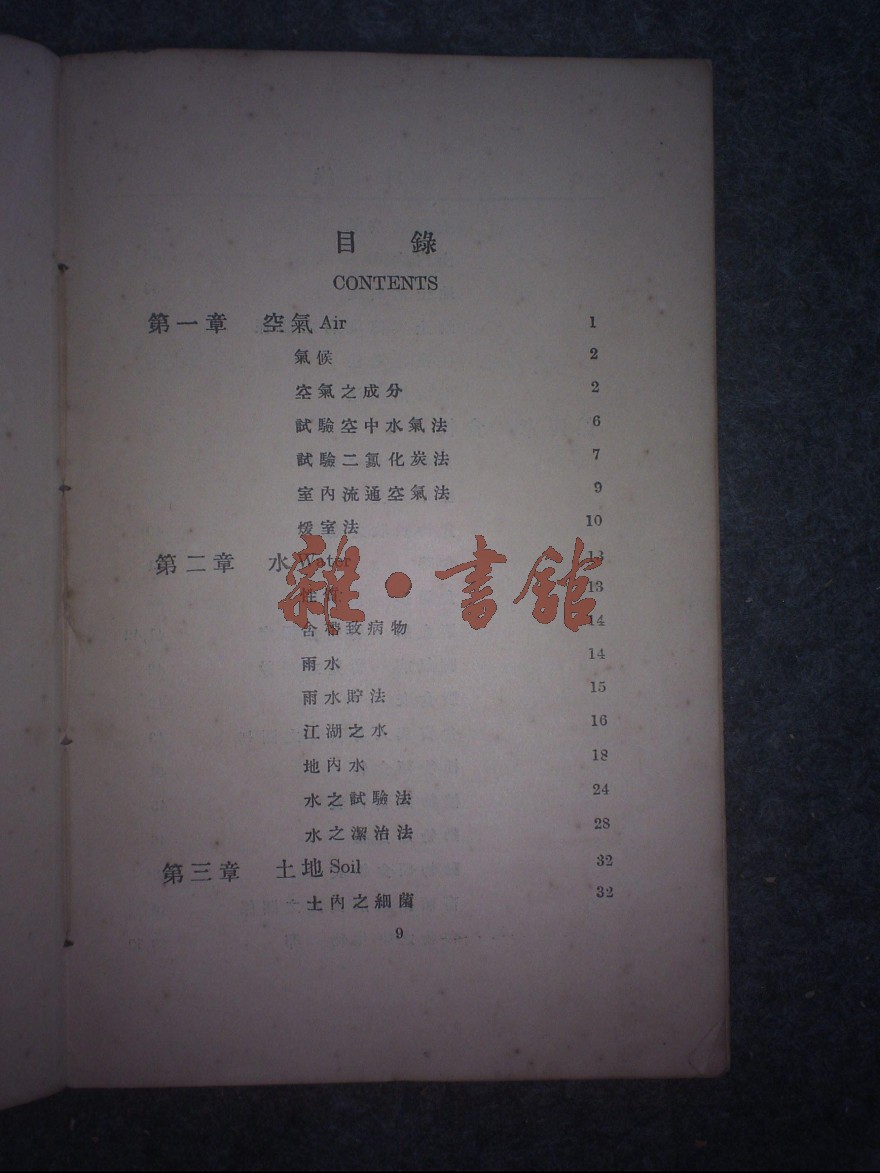 目 錄
CONTENTS
第一章 空氣 Air 1
氣候 2
空氣之成分 2
試驗空中水氣法 6
試驗二氯化炭法 7
室內流通空氣法 9
煖室法 10
第二章 水 Water 13
性 13
含帶致病物 14
雨水 14
雨水貯法 15
江湖之水 16
地內水 18
水之試驗法 24
水之潔治法 28
第三章 土地 Soil 32
土內之細菌 32
9
雜·書館